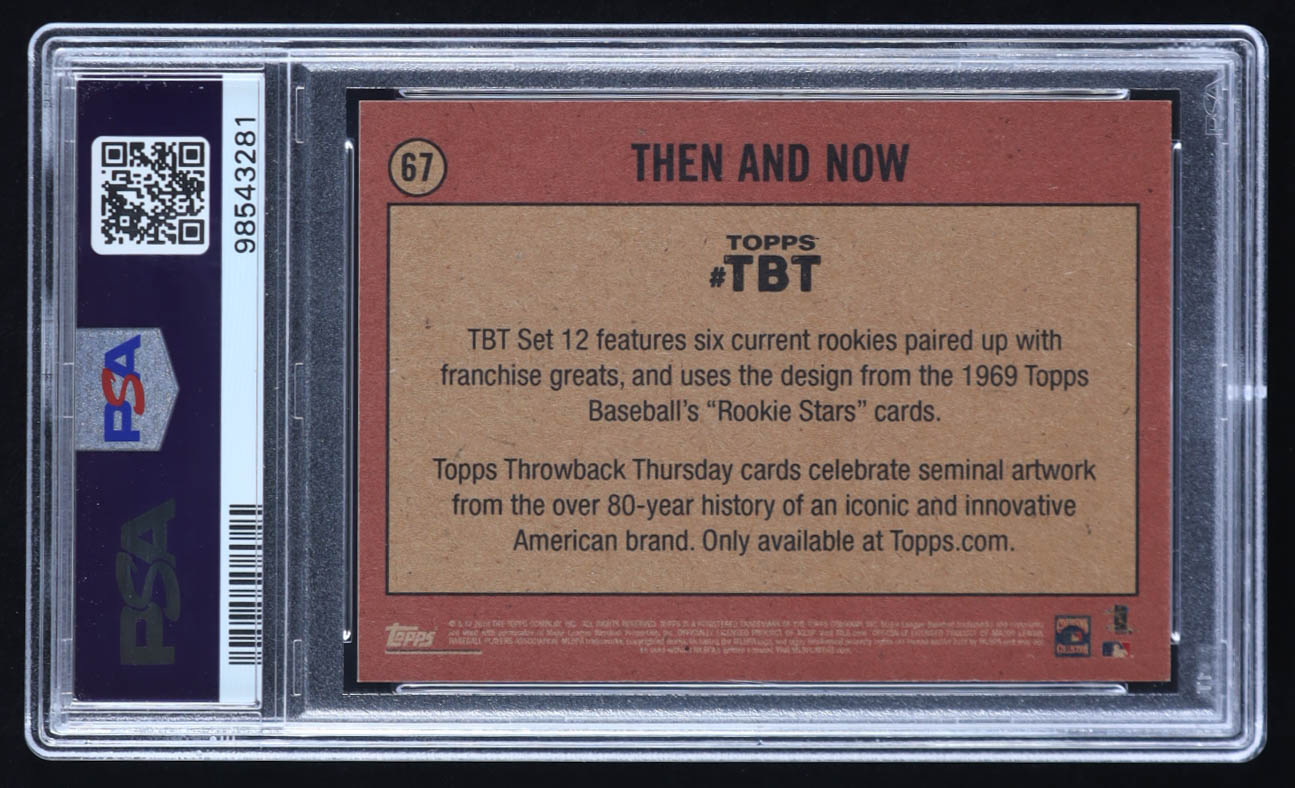 98543281
PSA
PSA
PSA
67
THEN AND NOW
TOPPS
#TBT
TBT Set 12 features six current rookies paired up with
franchise greats, and uses the design from the 1969 Topps
Baseball's "Rookie Stars" cards.
Topps Throwback Thursday cards celebrate seminal artwork
from the over 80-year history of an iconic and innovative
American brand. Only available at Topps.com.
Topps